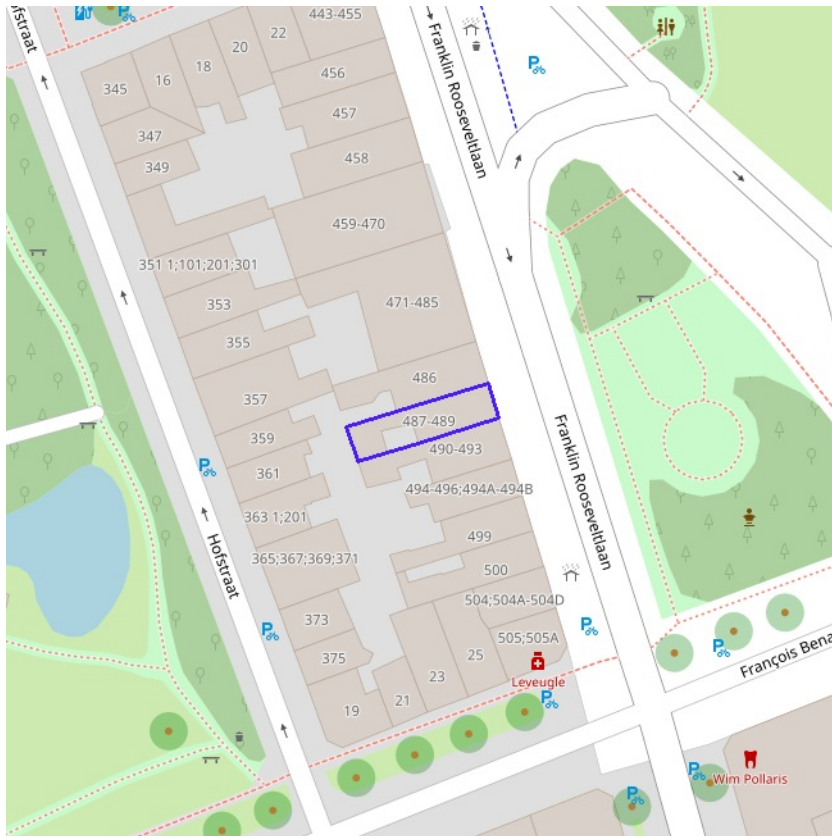 Hofstraat
443-455
22
20
18
16
345
456
457
347
349
458
Franklin Rooseveltlaan
459-470
351 1;101;201;301
353
471-485
355
486
357
487-489
359
490-493
361
494-496;494A-494B
363 1;201
Franklin Rooseveltlaan
Hofstraat
499
365;367;369;371
500
504;504A-504D
373
505;505A
375
25
23
21
19
Leveugle
François Bena
Wim Pollaris
P
P
P
P
P
P
P
P
P
P